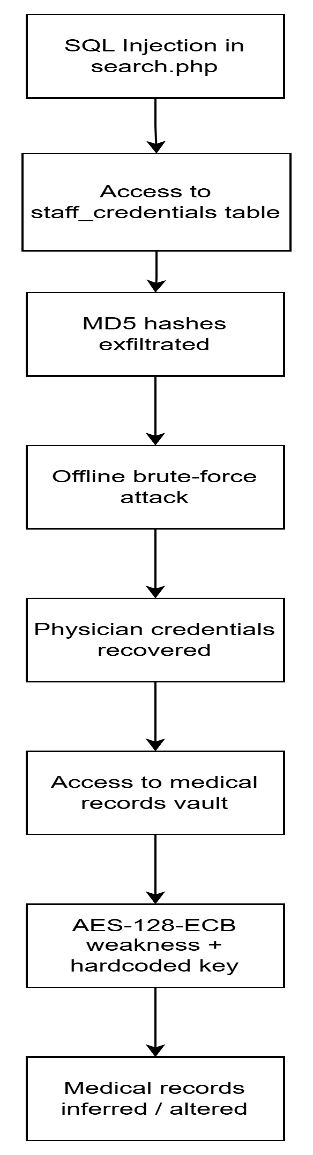 SQL Injection in
search.php
Access to
staff_credentials table
MD5 hashes
exfiltrated
Offline brute-force
attack
Physician credentials
recovered
Access to medical
records vault
AES-128-ECB
weakness +
hardcoded key
Medical records
inferred / altered